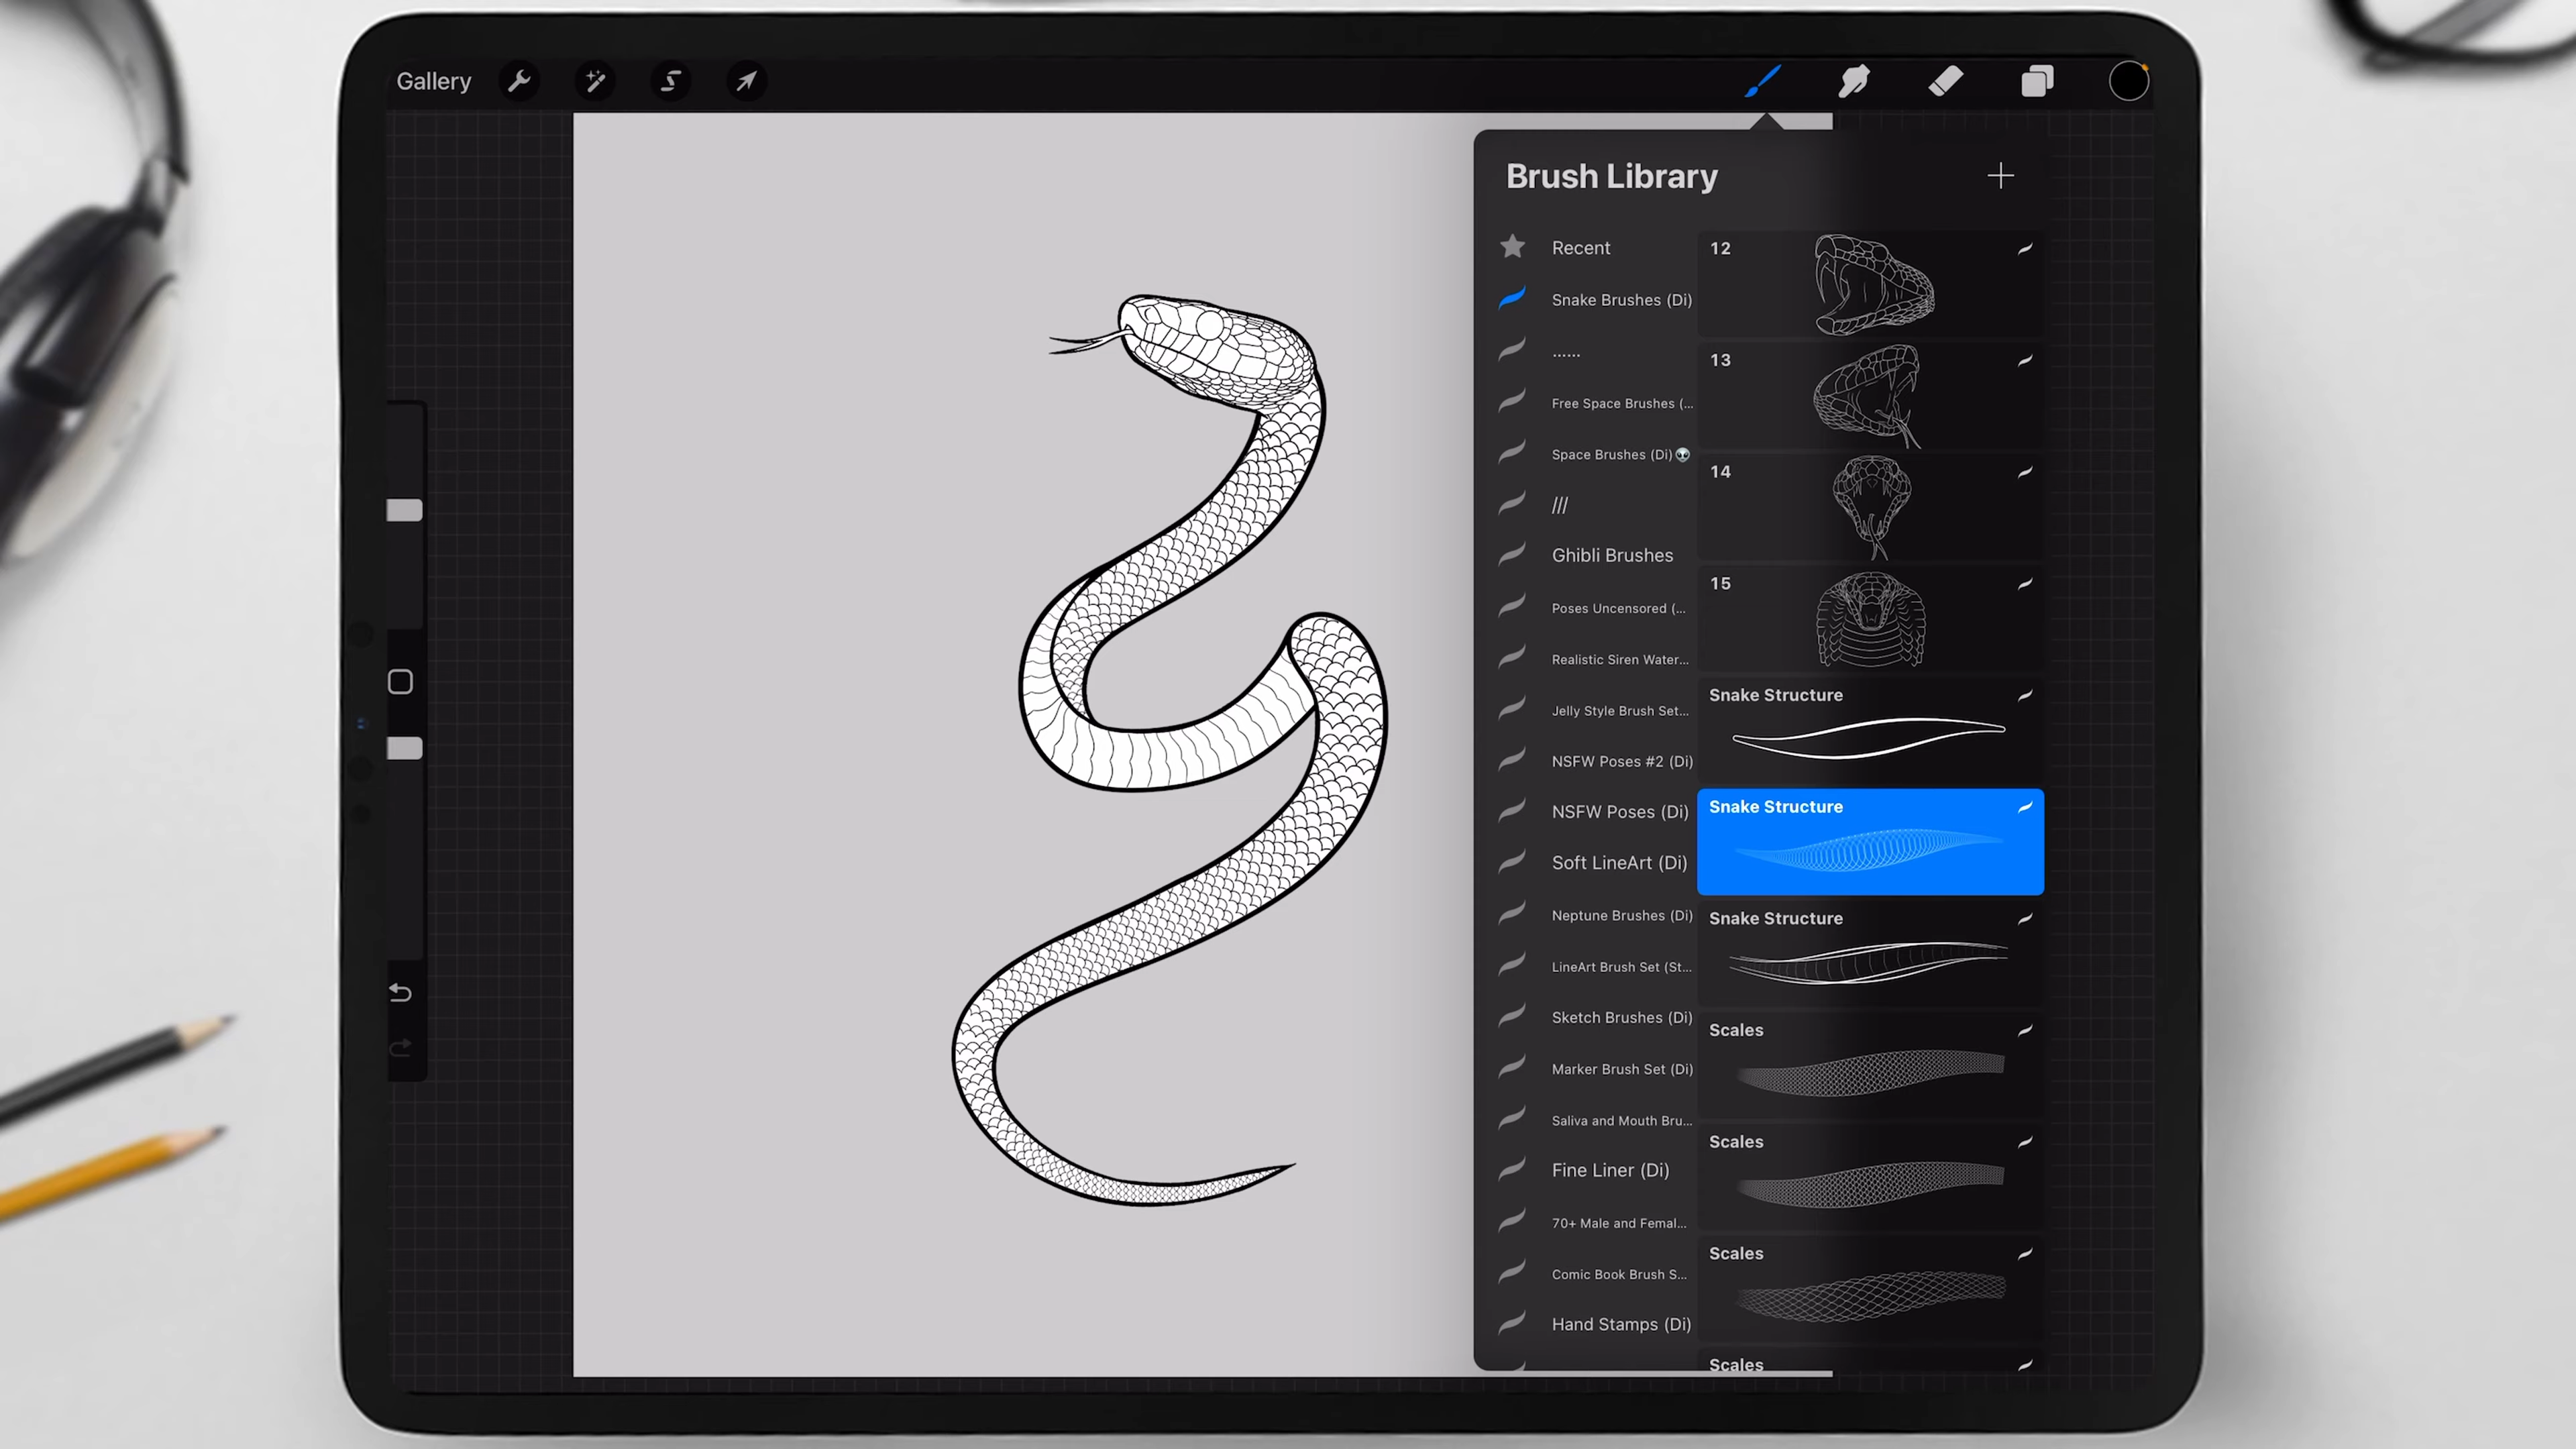 Gallery
Brush Library
Recent
Snake Brushes (Di)
......
Free Space Brushes (...
Space Brushes (Di)👽
///
Ghibli Brushes
Poses Uncensored (...
Realistic Siren Water...
Jelly Style Brush Set...
NSFW Poses #2 (Di)
NSFW Poses (Di)
Soft LineArt (Di)
Neptune Brushes (Di)
LineArt Brush Set (St...
Sketch Brushes (Di)
Marker Brush Set (Di)
Saliva and Mouth Bru...
Fine Liner (Di)
70+ Male and Femal...
Comic Book Brush S...
Hand Stamps (Di)
12
13
14
15
Snake Structure
Snake Structure
Snake Structure
Scales
Scales
Scales
Scales